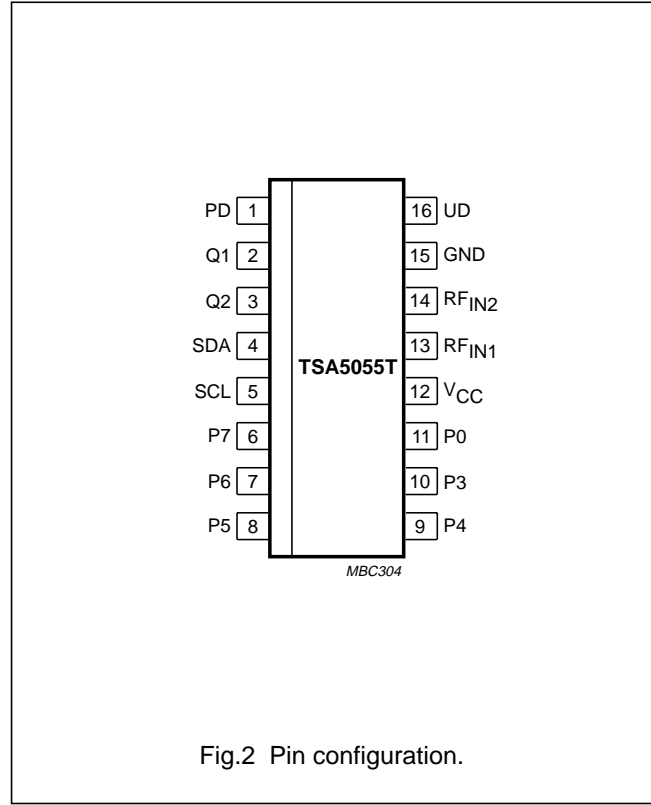 PD 1 16 UD
Q1 2 15 GND
Q2 3 14 RFIN2
SDA 4 13 RFIN1
TSA5055T
SCL 5 12 VCC
P7 6 11 P0
P6 7 10 P3
P5 8 9 P4
MBC304
Fig.2 Pin configuration.